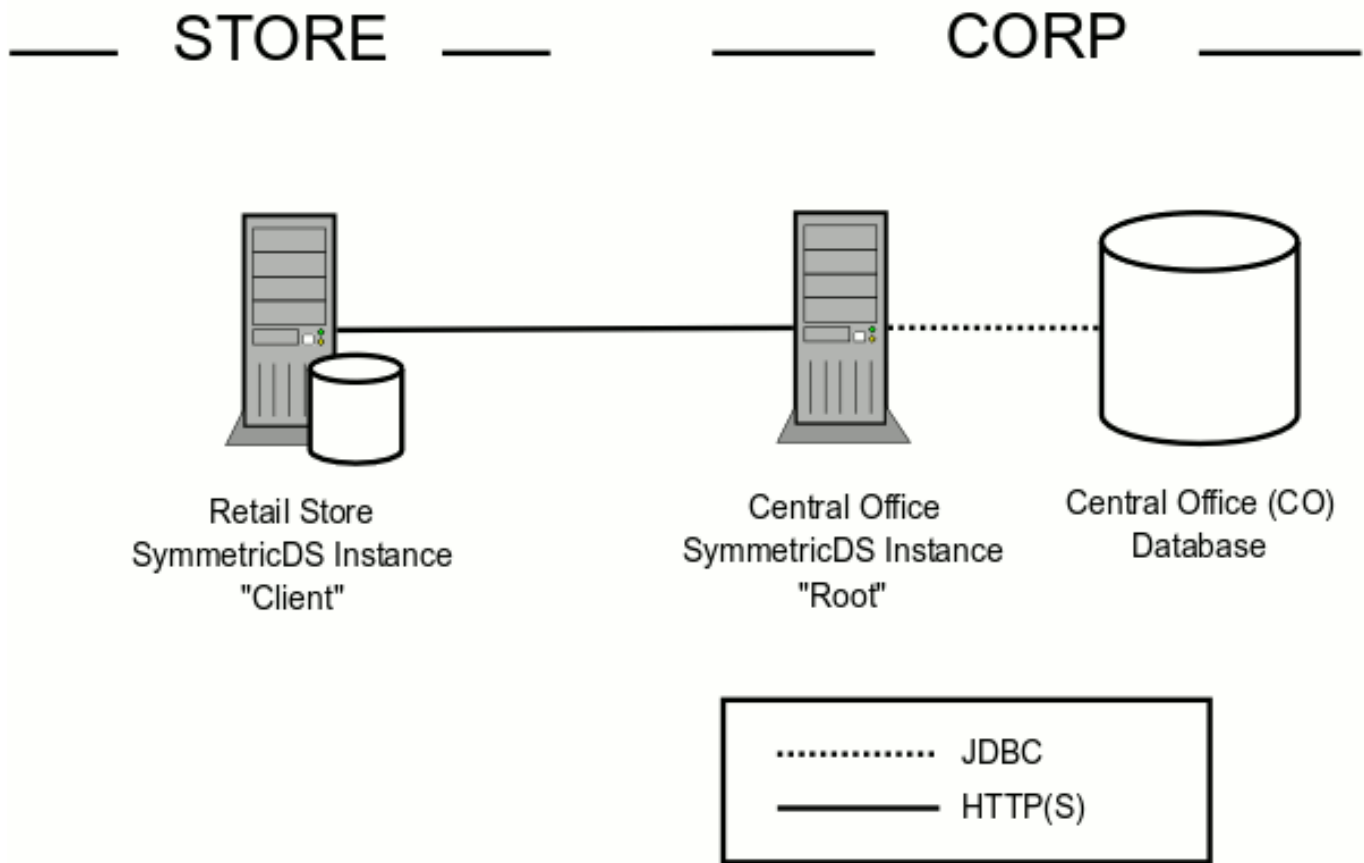 STORE
CORP
Retail Store
SymmetricDS Instance
"Client"
Central Office
SymmetricDS Instance
"Root"
Central Office (CO)
Database
JDBC
HTTP(S)